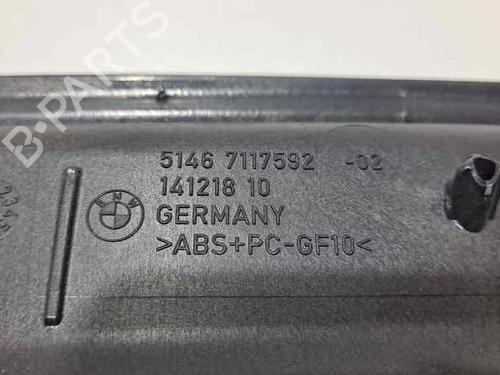 B-PARTS
5146 7117592 -02
141218 10
GERMANY
>ABS+PC-GF10<